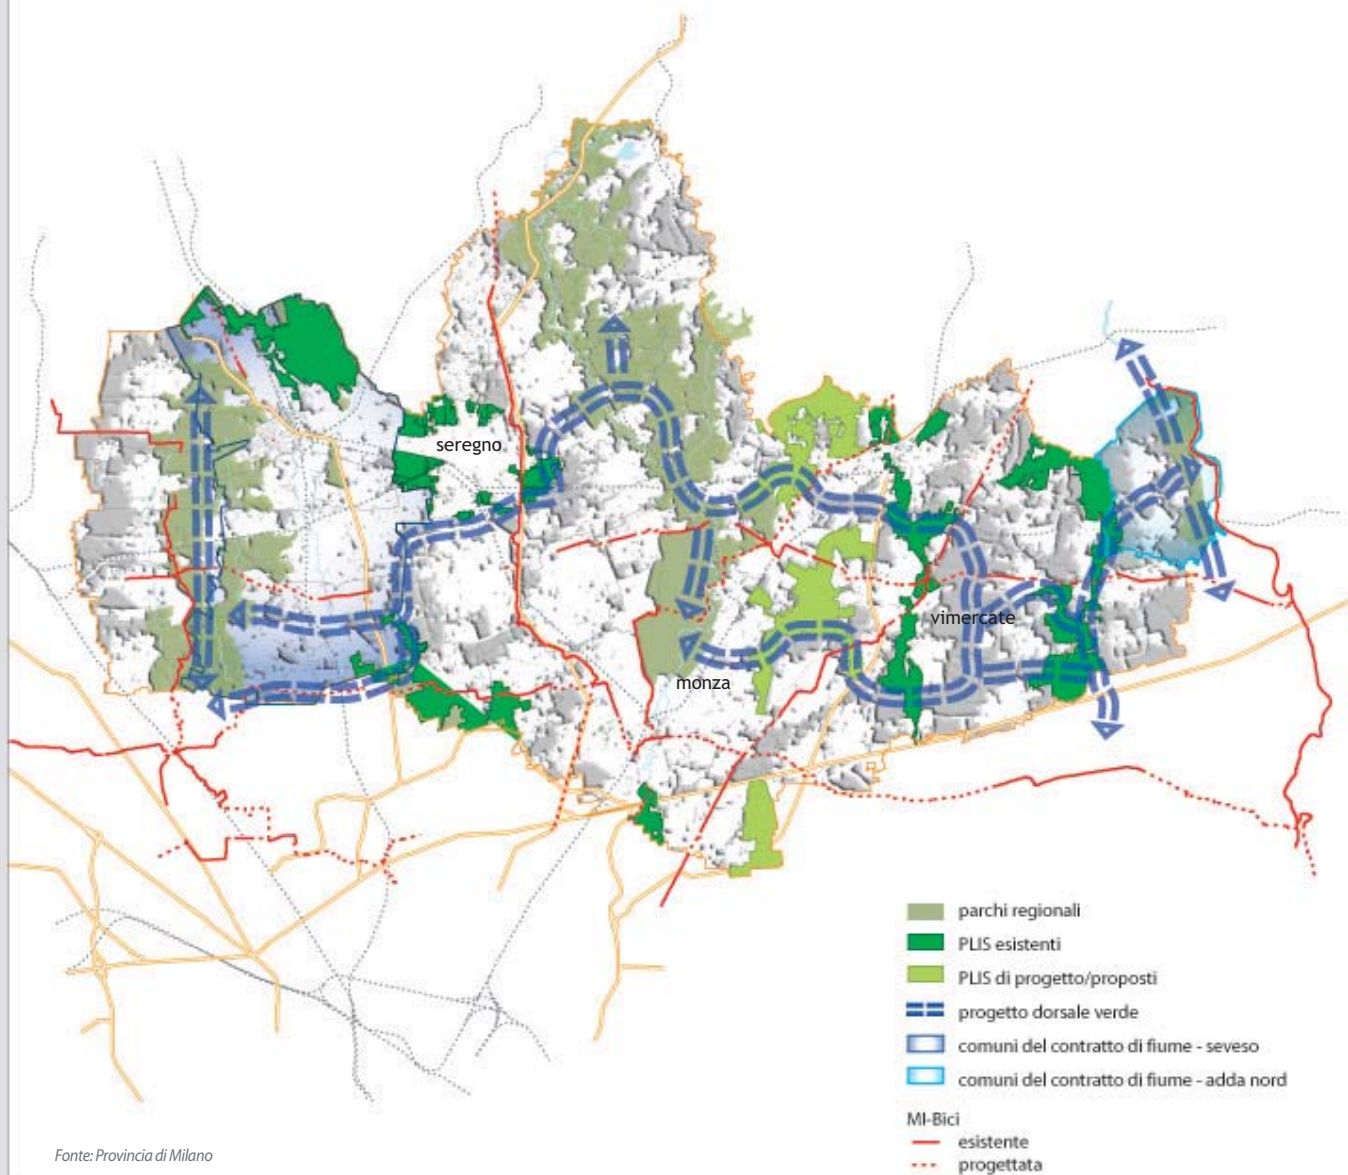 seregno
vimercate
monza
parchi regionali
PLIS esistenti
PLIS di progetto/proposti
progetto dorsale verde
comuni del contratto di fiume - seveso
comuni del contratto di fiume - adda nord
MI-Bici
esistente
progettata
Fonte: Provincia di Milano